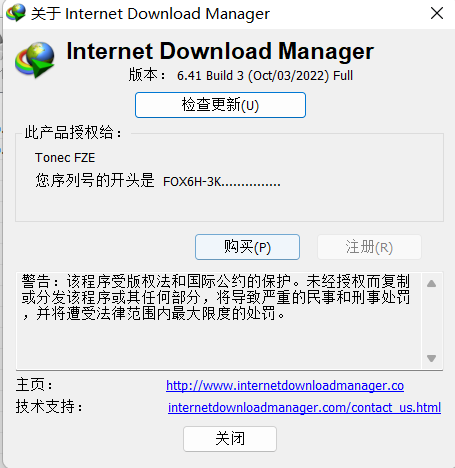 关于 Internet Download Manager
Internet Download Manager
版本： 6.41 Build 3 (Oct/03/2022) Full
检查更新(U)
此产品授权给：
Tonec FZE
您序列号的开头是 FOX6H-3K..............
购买(P)
注册(R)
警告：该程序受版权法和国际公约的保护。未经授权而复制
或分发该程序或其任何部分，将导致严重的民事和刑事处罚
，并将遭受法律范围内最大限度的处罚。
主页： http://www.internetdownloadmanager.co
技术支持： internetdownloadmanager.com/contact_us.html
关闭